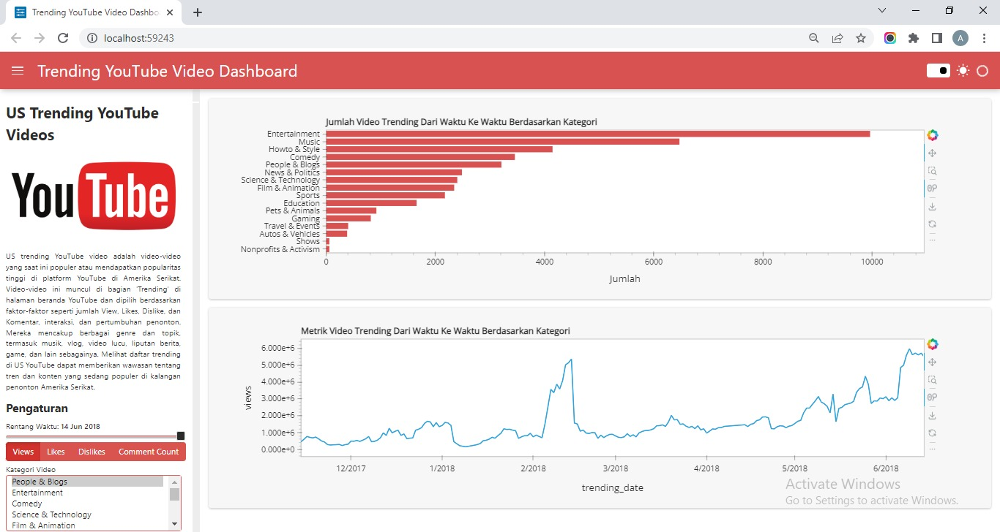 Trending YouTube Video Dashbo
localhost:59243
A
Trending YouTube Video Dashboard
US Trending YouTube
Videos
YouTube
US trending YouTube video adalah video-video
yang saat ini populer atau mendapatkan popularitas
tinggi di platform YouTube di Amerika Serikat.
Video-video ini muncul di bagian 'Trending' di
halaman beranda YouTube dan dipilih berdasarkan
faktor-faktor seperti jumlah View, Likes, Dislike, dan
Komentar, interaksi, dan pertumbuhan penonton.
Mereka mencakup berbagai genre dan topik,
termasuk musik, vlog, video lucu, liputan berita,
game, dan lain sebagainya. Melihat daftar trending
di US YouTube dapat memberikan wawasan tentang
tren dan konten yang sedang populer di kalangan
penonton Amerika Serikat.
Pengaturan
Rentang Waktu: 14 Jun 2018
Views Likes Dislikes Comment Count
Kategori Video
People & Blogs
Entertainment
Comedy
Science & Technology
Film & Animation
Jumlah Video Trending Dari Waktu Ke Waktu Berdasarkan Kategori
Entertainment
Music
Howto & Style
Comedy
People & Blogs
News & Politics
Science & Technology
Film & Animation
Sports
Education
Pets & Animals
Gaming
Travel & Events
Autos & Vehicles
Shows
Nonprofits & Activism
0 2000 4000 6000 8000 10000
Jumlah
Metrik Video Trending Dari Waktu Ke Waktu Berdasarkan Kategori
views
6.000e+6
5.000e+6
4.000e+6
3.000e+6
2.000e+6
1.000e+6
0.000e+0
12/2017 1/2018 2/2018 3/2018 4/2018 5/2018 6/2018
trending_date
Activate Windows
Go to Settings to activate Windows.